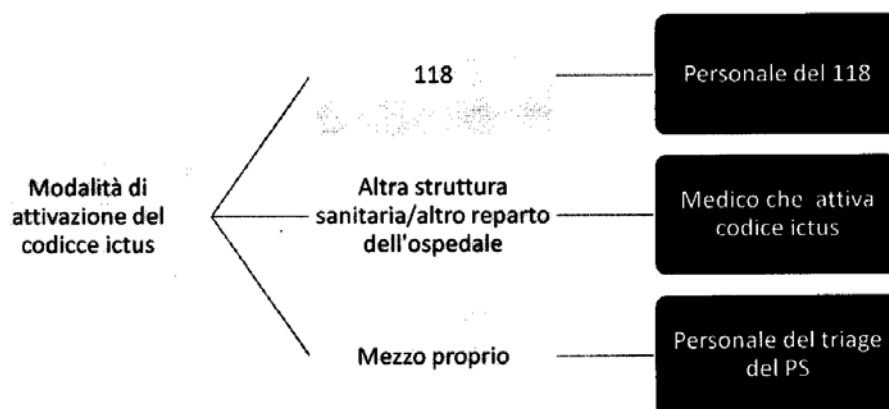 Modalità di
attivazione del
codicce ictus
118
Personale del 118
Altra struttura
sanitaria/altro reparto
dell'ospedale
Medico che attiva
codice ictus
Mezzo proprio
Personale del triage
del PS